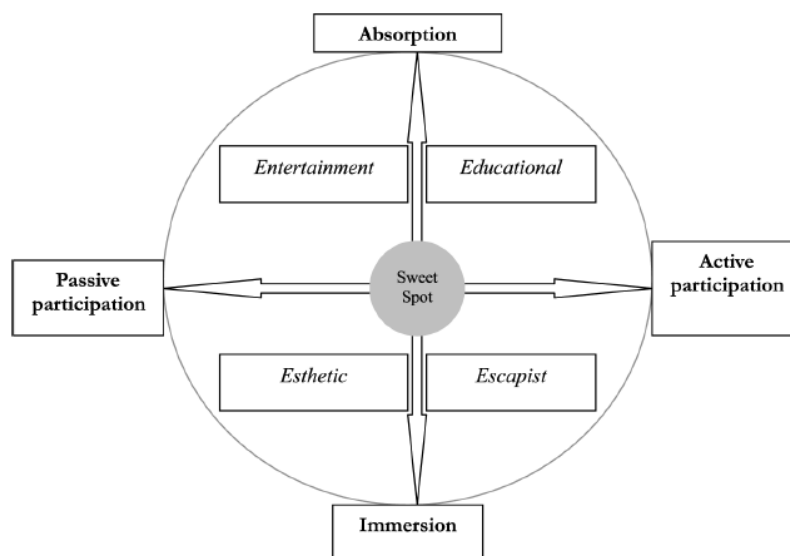 Absorption
Entertainment
Educational
Passive
participation
Sweet
Spot
Active
participation
Esthetic
Escapist
Immersion